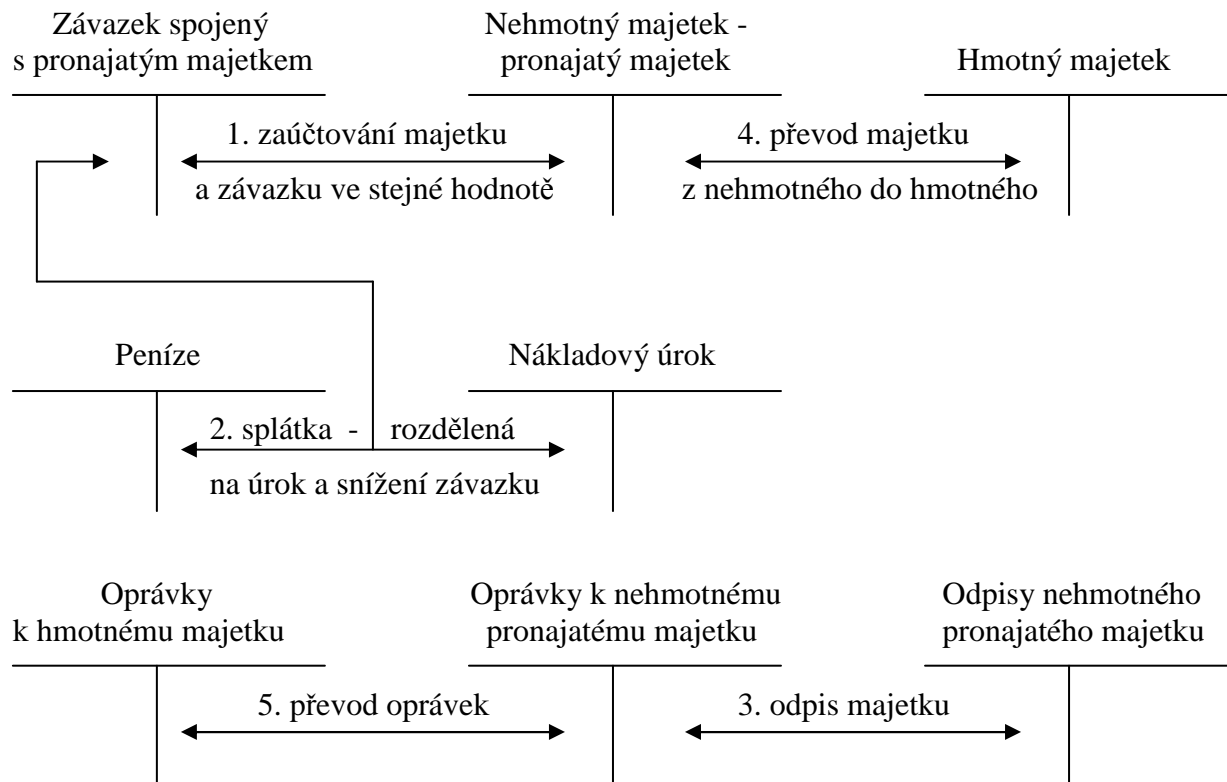 Závazek spojený
s pronajatým majetkem
Nehmotný majetek -
pronajatý majetek
Hmotný majetek
1. zaúčtování majetku
a závazku ve stejné hodnotě
4. převod majetku
z nehmotného do hmotného
Peníze
Nákladový úrok
2. splátka - rozdělená
na úrok a snížení závazku
Oprávky
k hmotnému majetku
Oprávky k nehmotnému
pronajatému majetku
Odpisy nehmotného
pronajatého majetku
5. převod oprávek
3. odpis majetku